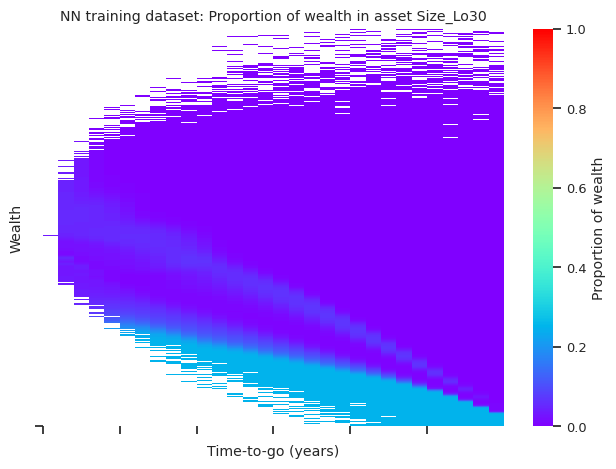 NN training dataset: Proportion of wealth in asset Size_Lo30
Wealth
Time-to-go (years)
1.0
0.8
0.6
0.4
0.2
0.0
Proportion of wealth